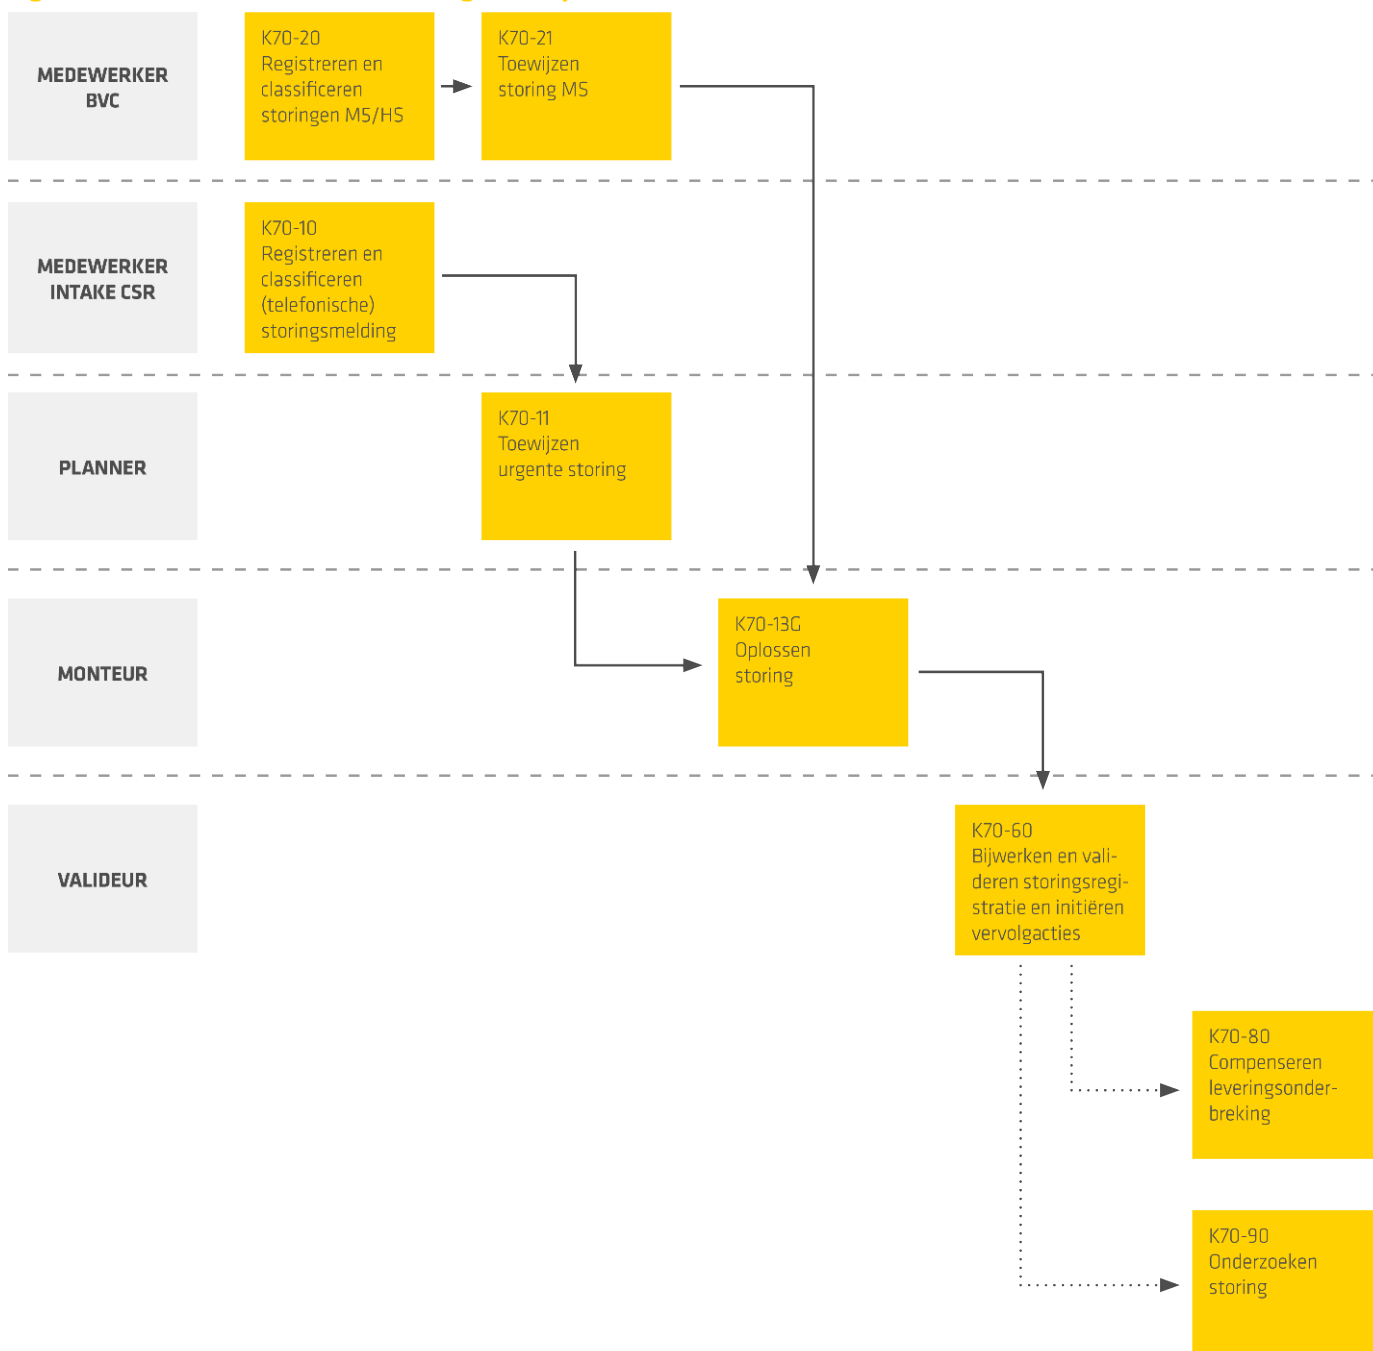 MEDEWERKER
BVC
K70-20
Registreren en
classificeren
storingen MS/HS
K70-21
Toewijzen
storing MS
MEDEWERKER
INTAKE CSR
K70-10
Registreren en
classificeren
(telefonische)
storingsmelding
PLANNER
K70-11
Toewijzen
urgente storing
MONTEUR
K70-13G
Oplossen
storing
VALIDEUR
K70-60
Bijwerken en vali-
deren storingsregi-
stratie en initiëren
vervolgacties
K70-80
Compenseren
leveringsonder-
breking
K70-90
Onderzoeken
storing